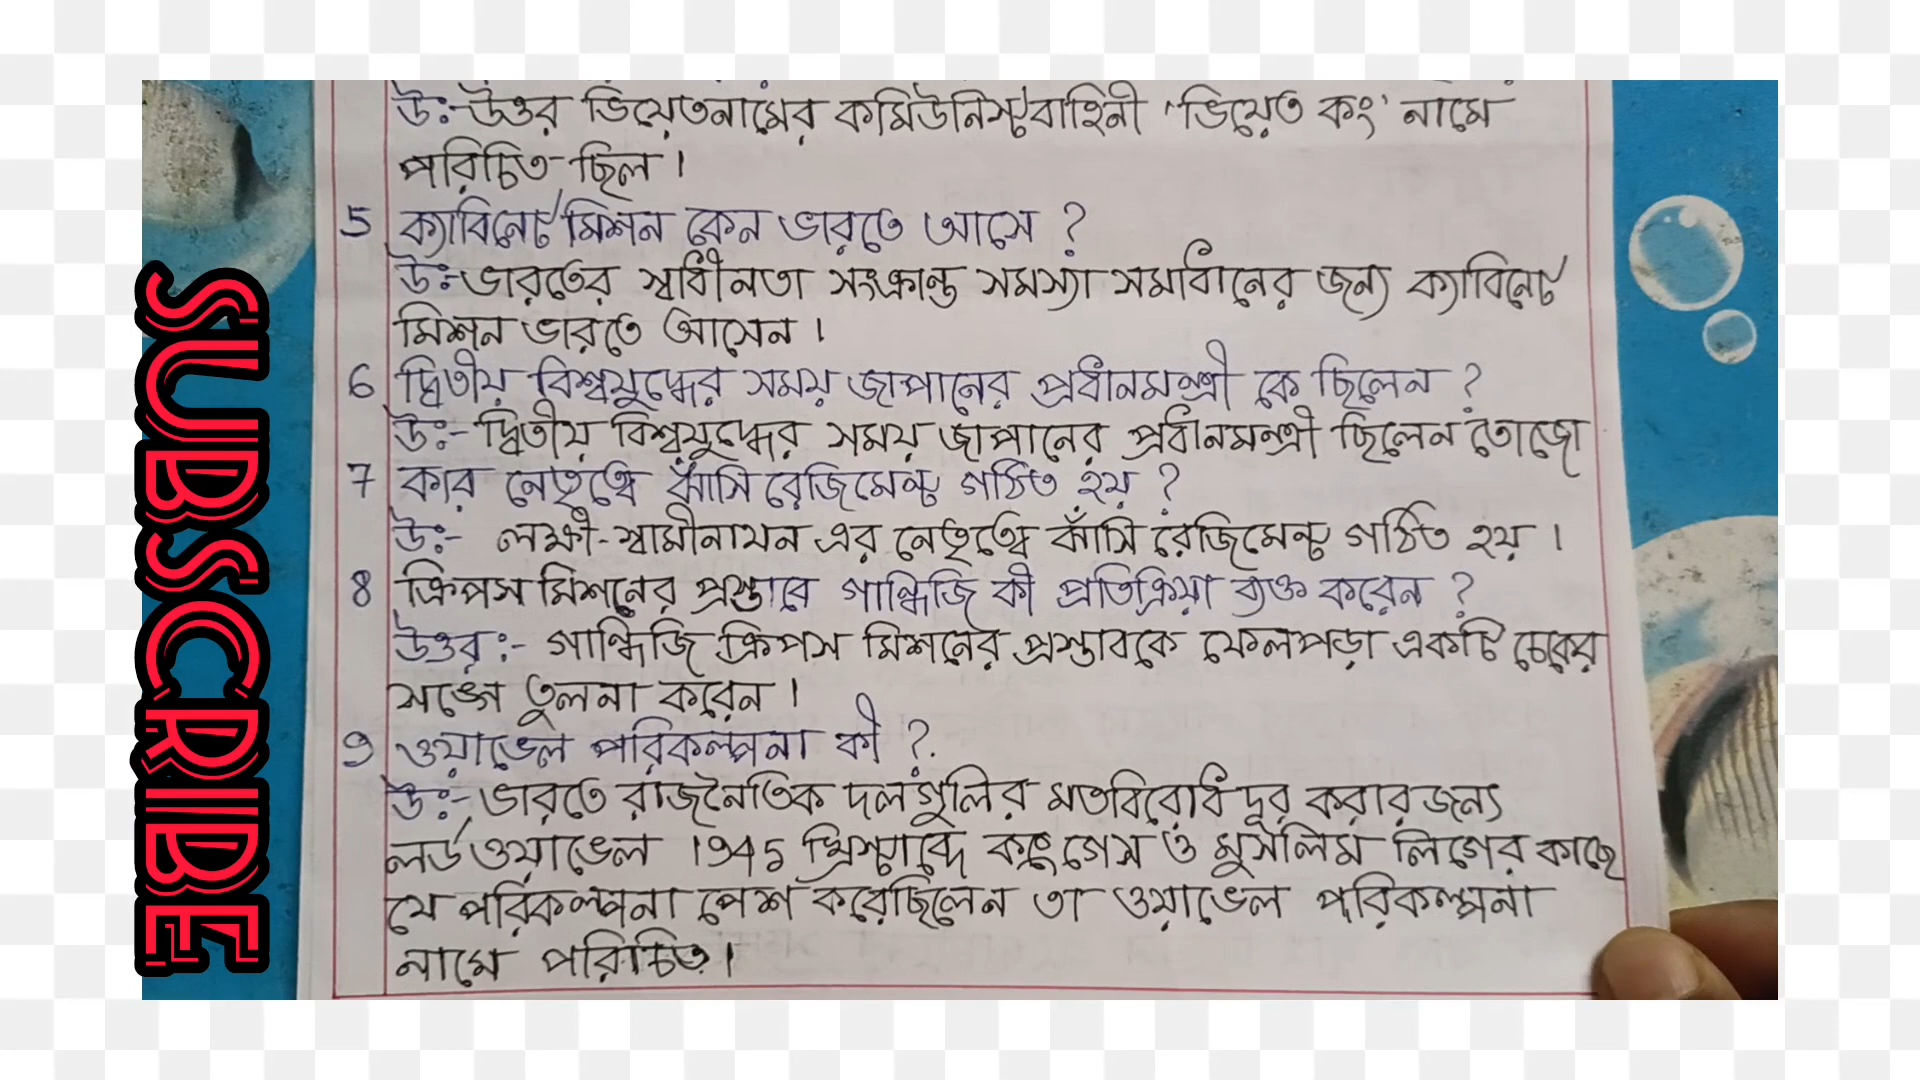 উঃ- উত্তর ভিয়েতনামের কমিউনিস্ট বাহিনী 'ভিয়েত কং' নামে
পরিচিত ছিল।
5 ক্যাবিনেট মিশন কেন ভারতে আসে ?
উঃ- ভারতের স্বাধীনতা সংক্রান্ত সমস্যা সমাধানের জন্য ক্যাবিনেট
মিশন ভারতে আসেন।
6 দ্বিতীয় বিশ্বযুদ্ধের সময় জাপানের প্রধানমন্ত্রী কে ছিলেন ?
উঃ- দ্বিতীয় বিশ্বযুদ্ধের সময় জাপানের প্রধানমন্ত্রী ছিলেন তোজো
7 কার নেতৃত্বে ঝাঁসি রেজিমেন্ট গঠিত হয় ?
উঃ- লক্ষী-স্বামীনাথন এর নেতৃত্বে ঝাঁসি রেজিমেন্ট গঠিত হয়।
8 ক্রিপস মিশনের প্রস্তাবে গান্ধিজি কী প্রতিক্রিয়া ব্যক্ত করেন ?
উত্তর:- গান্ধিজি ক্রিপস মিশনের প্রস্তাবকে ফেলপড়া একটি চেকের
সঙ্গে তুলনা করেন।
9 ওয়াভেল পরিকল্পনা কী ?
উঃ- ভারতে রাজনৈতিক দলগুলির মতবিরোধ দূর করার জন্য
লর্ড ওয়াভেল 1945 খ্রিস্টাব্দে কংগেস ও মুসলিম লিগের কাছে
যে পরিকল্পনা পেশ করেছিলেন তা ওয়াভেল পরিকল্পনা
নামে পরিচিত।
SUBSCRIBE